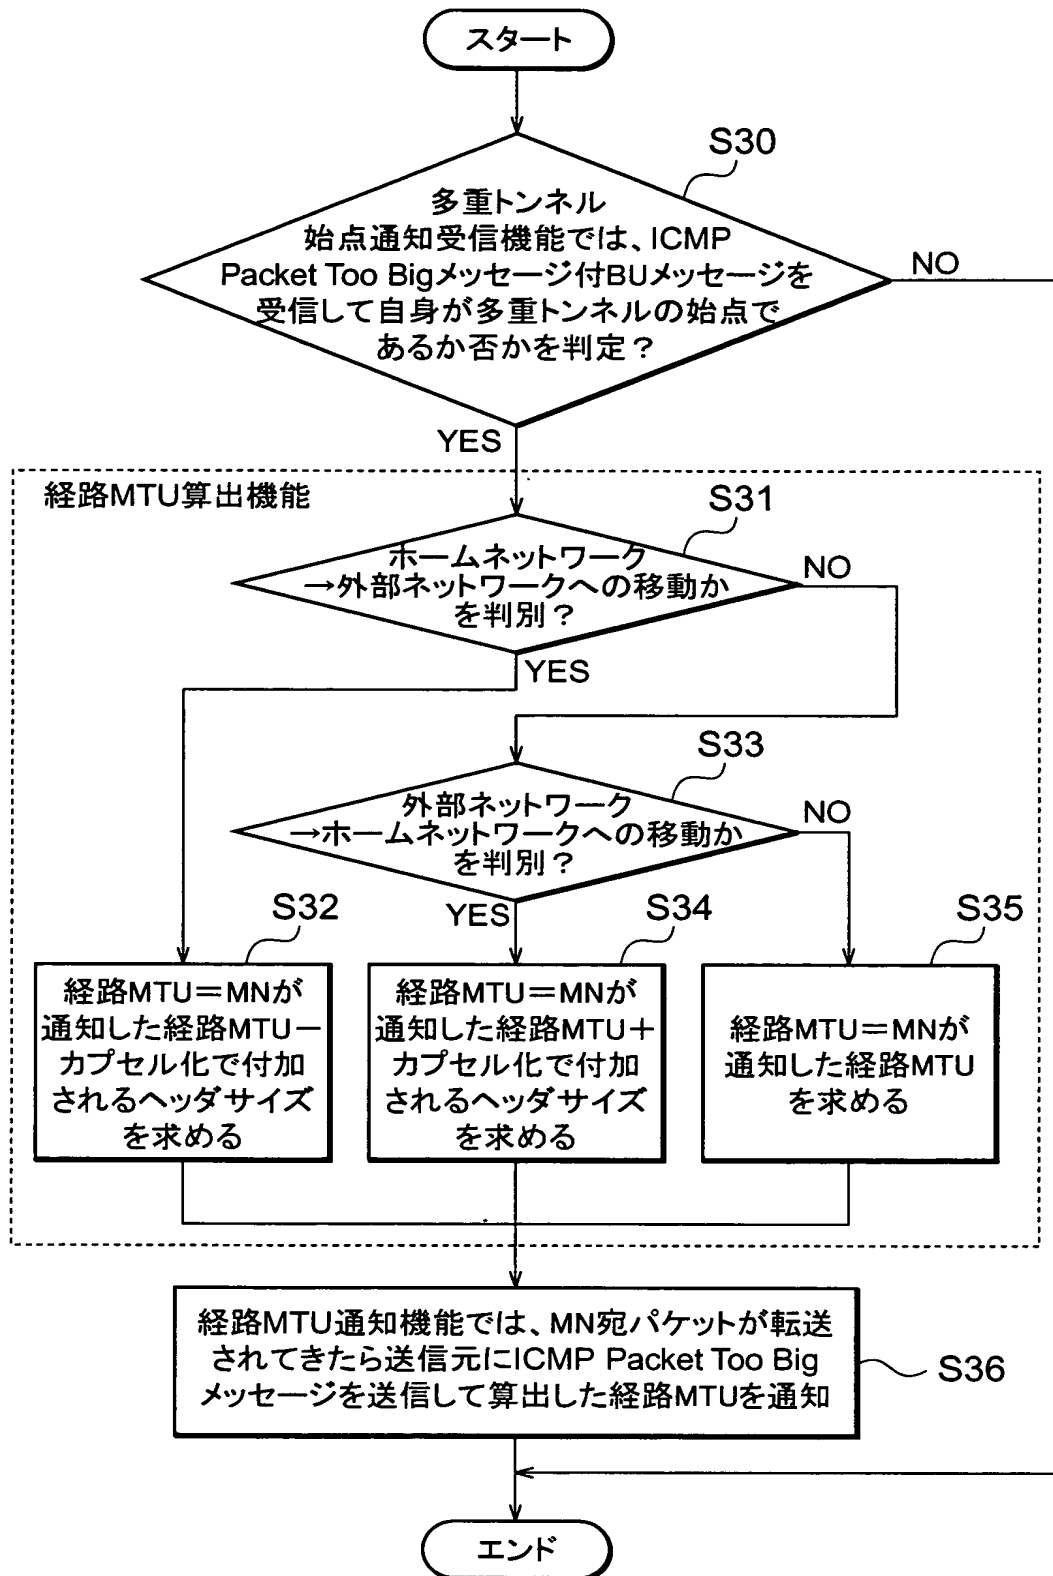 スタート
S30
多重トンネル
始点通知受信機能では、ICMP
Packet Too Bigメッセージ付BUメッセージを
受信して自身が多重トンネルの始点で
あるか否かを判定？
NO
YES
経路MTU算出機能
S31
ホームネットワーク
→外部ネットワークへの移動か
を判別？
NO
YES
S33
外部ネットワーク
→ホームネットワークへの移動か
を判別？
NO
YES
S32
経路MTU＝MNが
通知した経路MTU－
カプセル化で付加
されるヘッダサイズ
を求める
S34
経路MTU＝MNが
通知した経路MTU＋
カプセル化で付加
されるヘッダサイズ
を求める
S35
経路MTU＝MNが
通知した経路MTU
を求める
経路MTU通知機能では、MN宛パケットが転送
されてきたら送信元にICMP Packet Too Big
メッセージを送信して算出した経路MTUを通知
S36
エンド